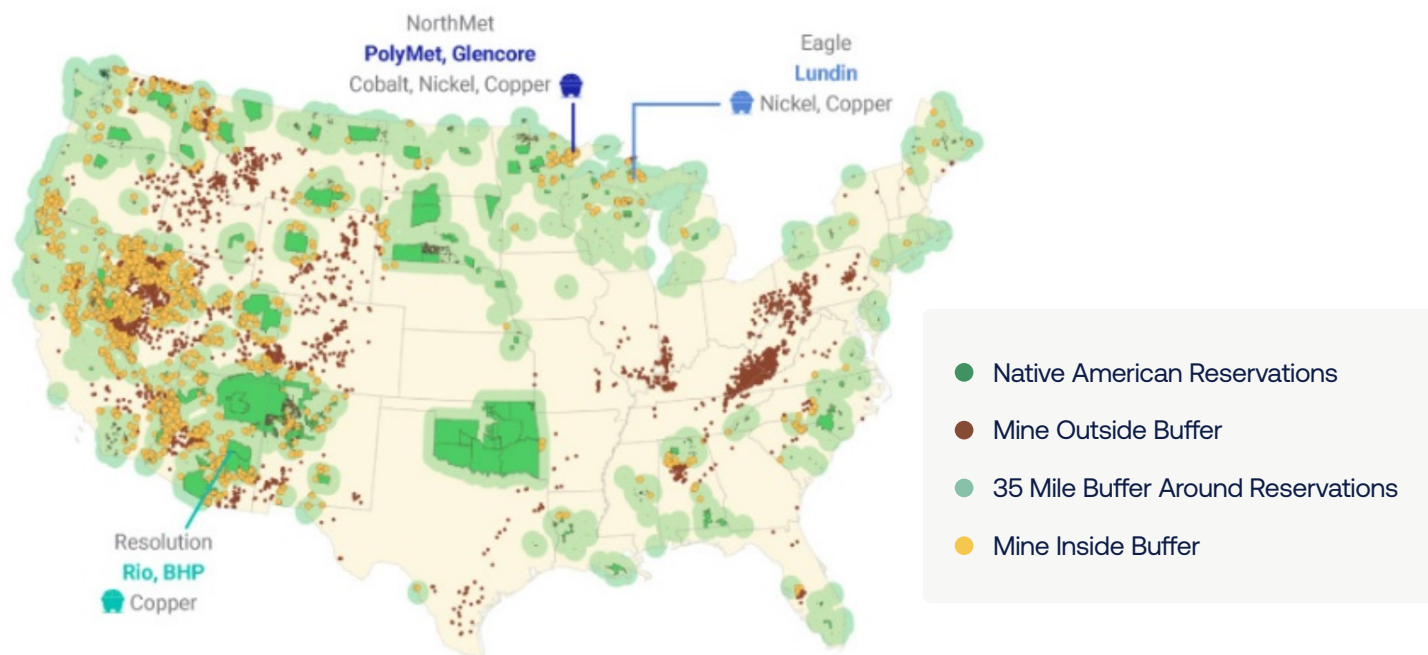 NorthMet
PolyMet, Glencore
Cobalt, Nickel, Copper
Eagle
Lundin
Nickel, Copper
Resolution
Rio, BHP
Copper
Native American Reservations
Mine Outside Buffer
35 Mile Buffer Around Reservations
Mine Inside Buffer